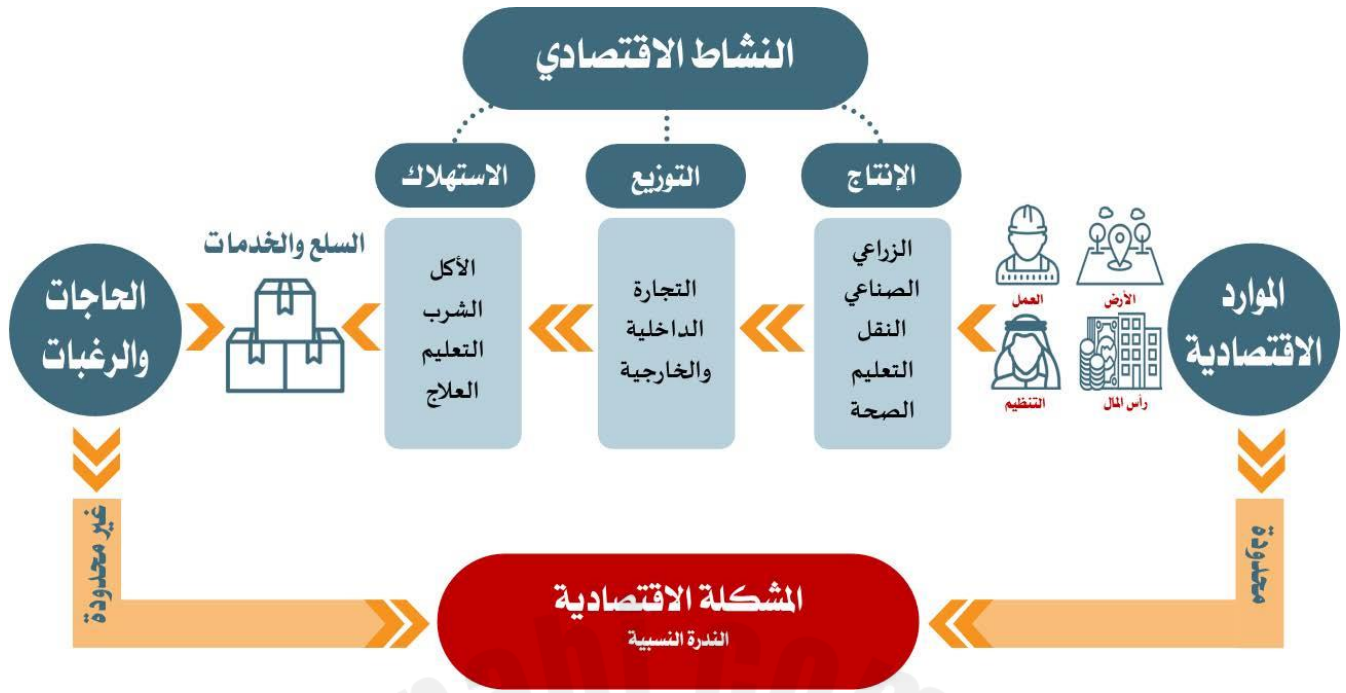 النشاط الاقتصادي
الإنتاج
التوزيع
الاستهلاك
الموارد
الاقتصادية
الأرض
العمل
رأس المال
التنظيم
الزراعي
الصناعي
النقل
التعليم
الصحة
التجارة
الداخلية
والخارجية
الأكل
الشرب
التعليم
العلاج
السلع والخدمات
الحاجات
والرغبات
محدودة
غير محدودة
المشكلة الاقتصادية
الندرة النسبية